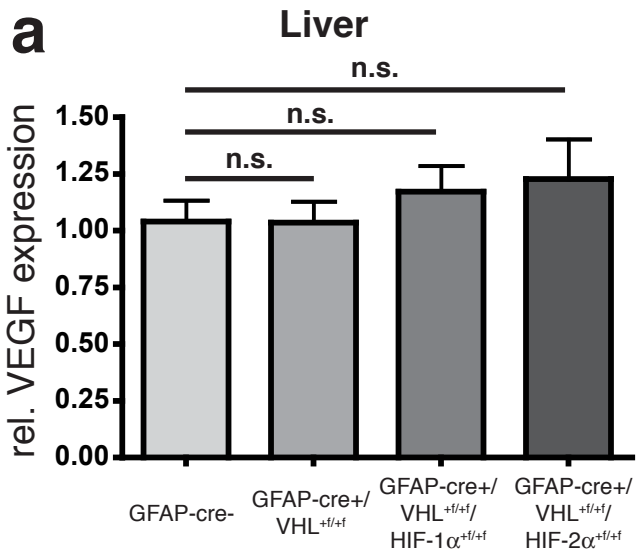 a
Liver
n.s.
n.s.
n.s.
rel. VEGF expression
1.50
1.25
1.00
0.75
0.50
0.25
0.00
GFAP-cre-
GFAP-cre+/
VHL+f/+f
GFAP-cre+/
VHL+f/+f/
HIF-1α+f/+f
GFAP-cre+/
VHL+f/+f/
HIF-2α+f/+f